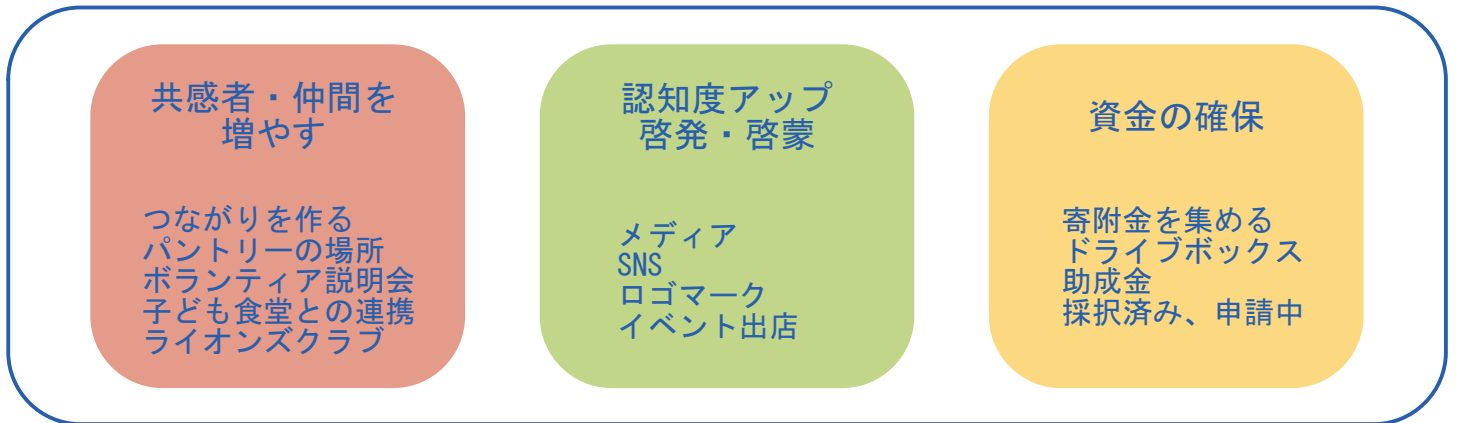 共感者・仲間を
増やす
つながりを作る
パントリーの場所
ボランティア説明会
子ども食堂との連携
ライオンズクラブ
認知度アップ
啓発・啓蒙
メディア
SNS
ロゴマーク
イベント出店
資金の確保
寄附金を集める
ドライブボックス
助成金
採択済み、申請中